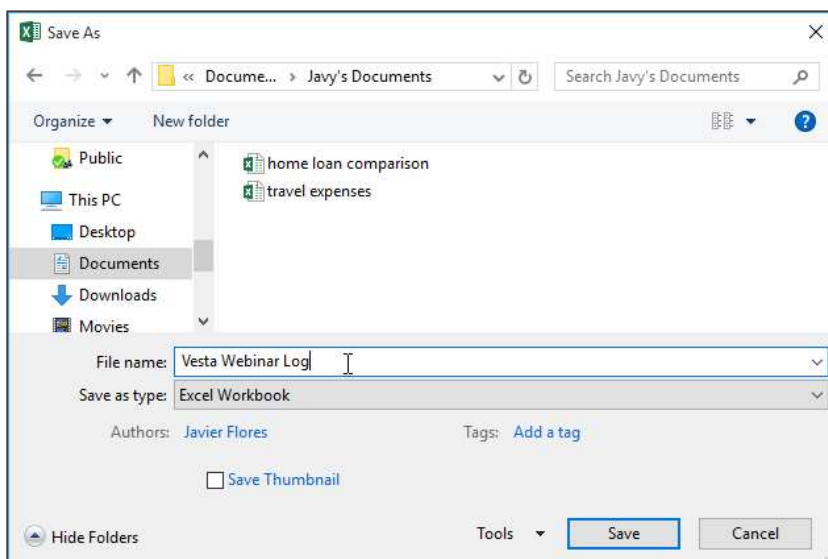 Save As
« Docume... > Javy's Documents
Search Javy's Documents
Organize
New folder
Public
This PC
Desktop
Documents
Downloads
Movies
home loan comparison
travel expenses
File name: Vesta Webinar Log
Save as type: Excel Workbook
Authors: Javier Flores
Tags: Add a tag
Save Thumbnail
Hide Folders
Tools
Save
Cancel